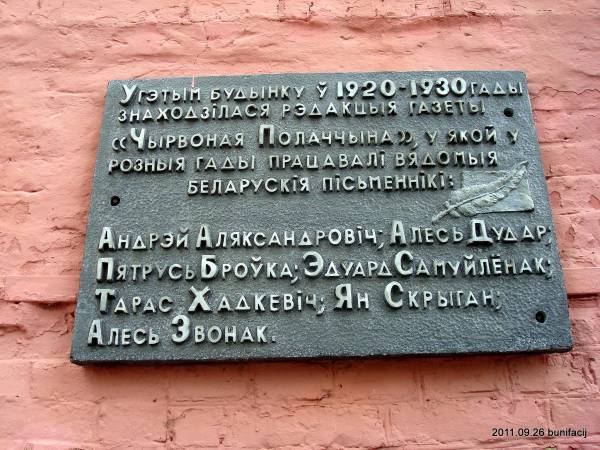 У гэтым будынку ў 1920-1930 гады
знаходзілася рэдакцыя газеты
«Чырвоная Полаччына», у якой у
розныя гады працавалі вядомыя
беларускія пісьменнікі:
Андрэй Аляксандровіч; Алесь Дудар;
Пятрусь Броўка; Эдуард Самуйлёнак;
Тарас Хадкевіч; Ян Скрыган;
Алесь Звонак.
2011.09.26 bunifacij